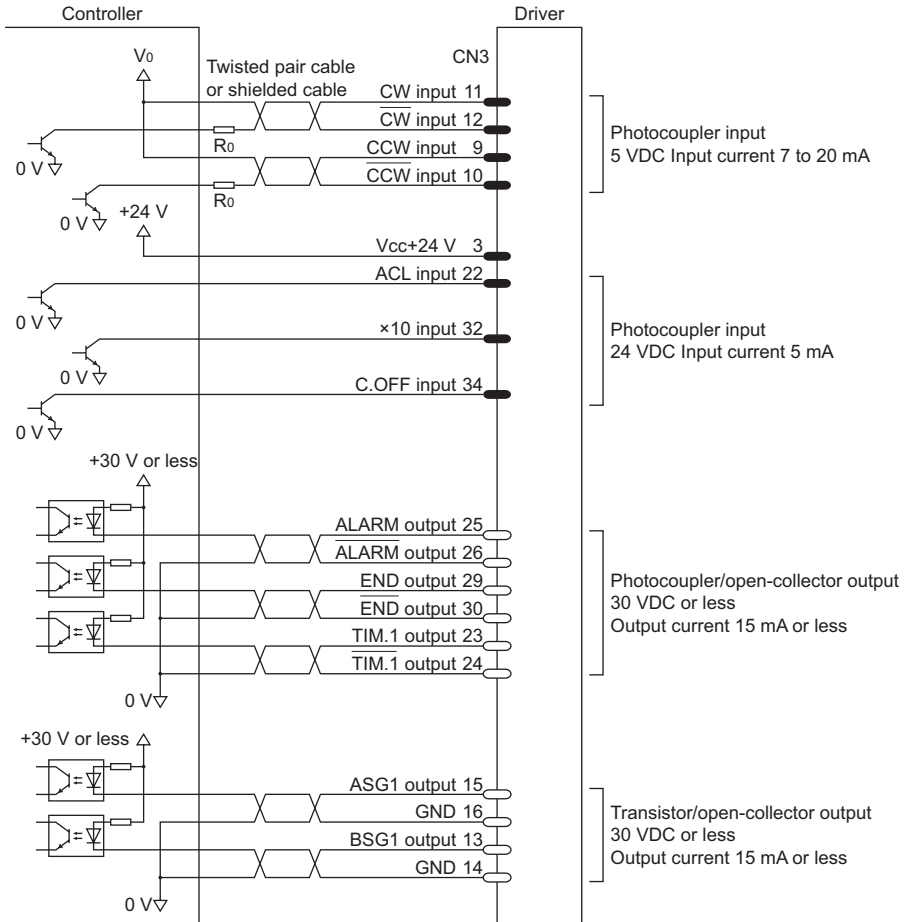 Controller
Driver
V0
CN3
Twisted pair cable
or shielded cable
CW input 11
C̅W̅ input 12
R0
0 V
CCW input 9
C̅C̅W̅ input 10
R0
0 V
+24 V
Photocoupler input
5 VDC Input current 7 to 20 mA
Vcc+24 V 3
ACL input 22
0 V
×10 input 32
0 V
C.OFF input 34
0 V
Photocoupler input
24 VDC Input current 5 mA
+30 V or less
ALARM output 25
A̅L̅A̅R̅M̅ output 26
END output 29
E̅N̅D̅ output 30
TIM.1 output 23
T̅I̅M̅.̅1̅ output 24
0 V
Photocoupler/open-collector output
30 VDC or less
Output current 15 mA or less
+30 V or less
ASG1 output 15
GND 16
BSG1 output 13
GND 14
0 V
Transistor/open-collector output
30 VDC or less
Output current 15 mA or less